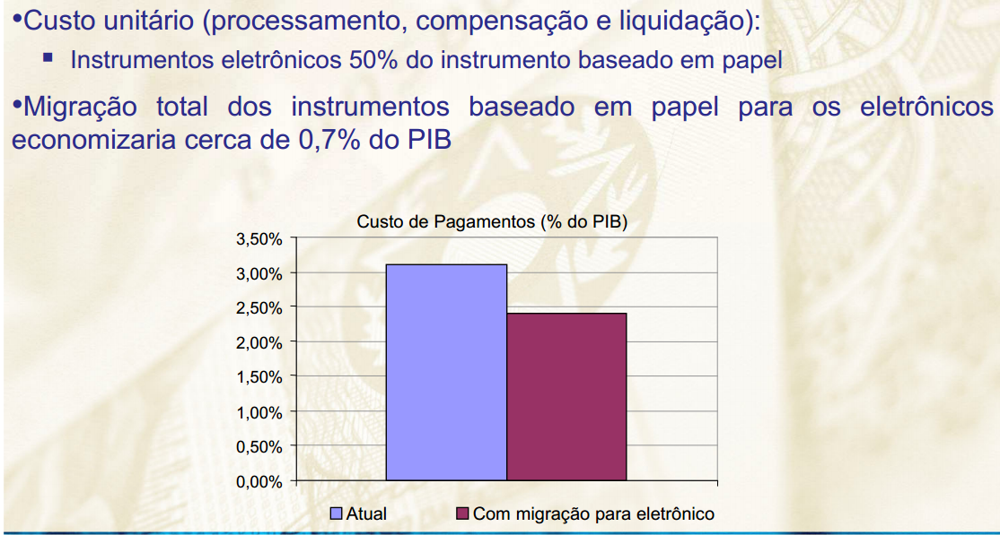 •Custo unitário (processamento, compensação e liquidação):
▪ Instrumentos eletrônicos 50% do instrumento baseado em papel
•Migração total dos instrumentos baseado em papel para os eletrônicos
economizaria cerca de 0,7% do PIB
Custo de Pagamentos (% do PIB)
3,50%
3,00%
2,50%
2,00%
1,50%
1,00%
0,50%
0,00%
Atual
Com migração para eletrônico